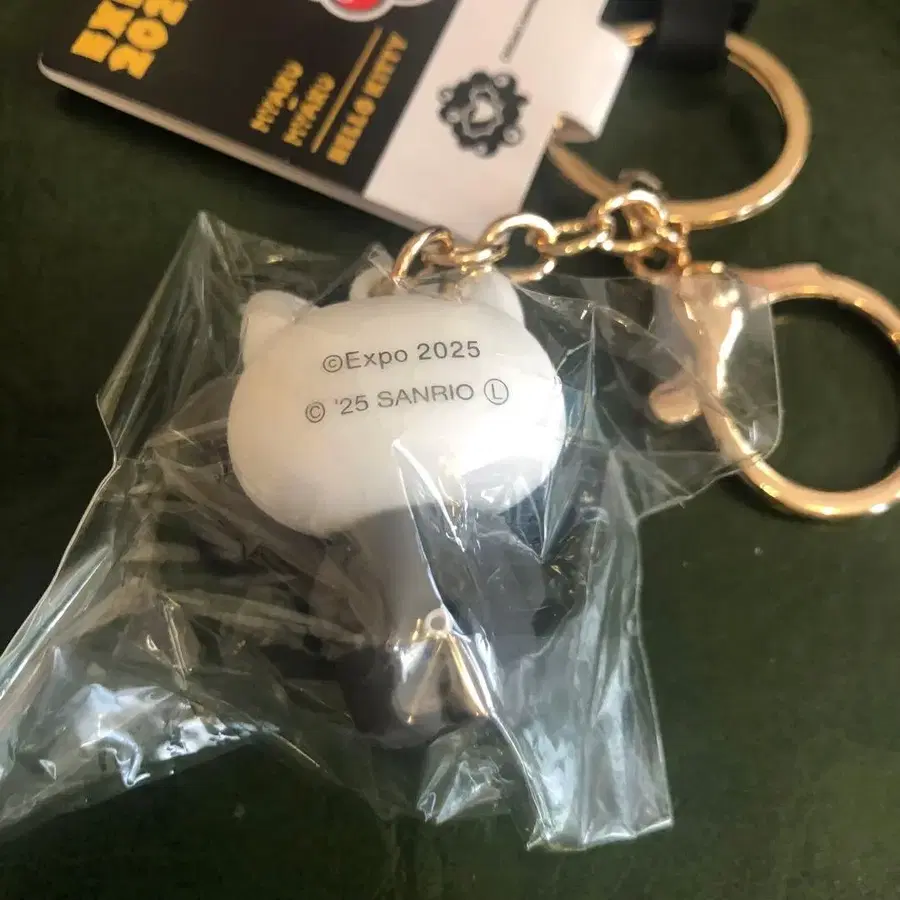 MYAKU
-
MYAKU
HELLO KITTY
©Expo 2025
© '25 SANRIO Ⓛ